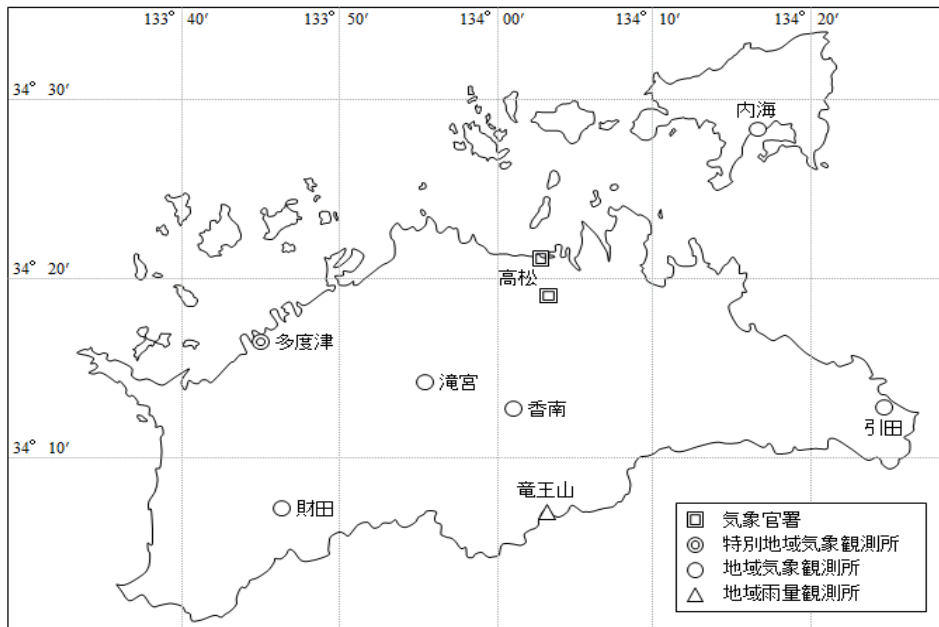 133° 40′ 133° 50′ 134° 00′ 134° 10′ 134° 20′
34° 30′
内海
34° 20′
高松
多度津
滝宮
香南
引田
34° 10′
竜王山
財田
気象官署
特別地域気象観測所
地域気象観測所
地域雨量観測所